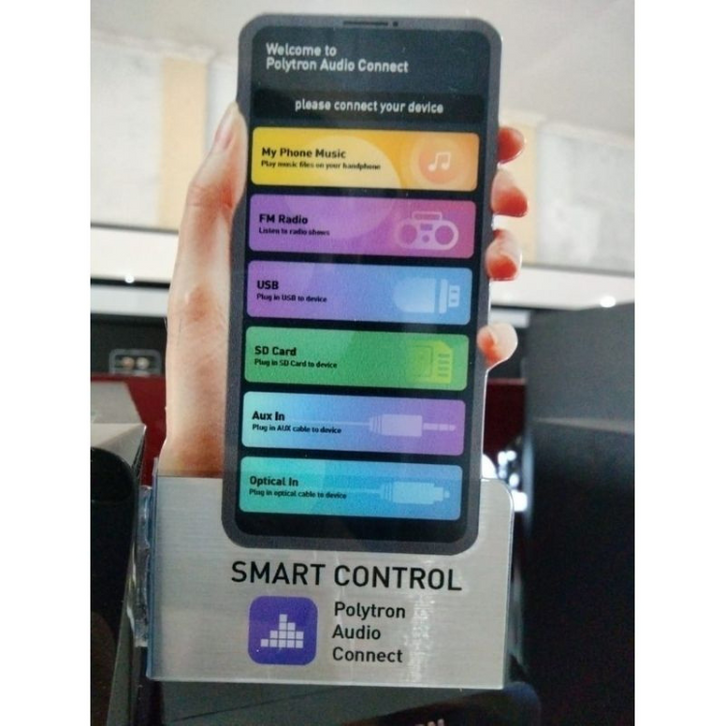 Welcome to
Polytron Audio Connect
please connect your device
My Phone Music
Play music files on your handphone
FM Radio
Listen to radio shows
USB
Plug in USB to device
SD Card
Plug in SD Card to device
Aux In
Plug in AUX cable to device
Optical In
Plug in optical cable to device
SMART CONTROL
Polytron
Audio
Connect